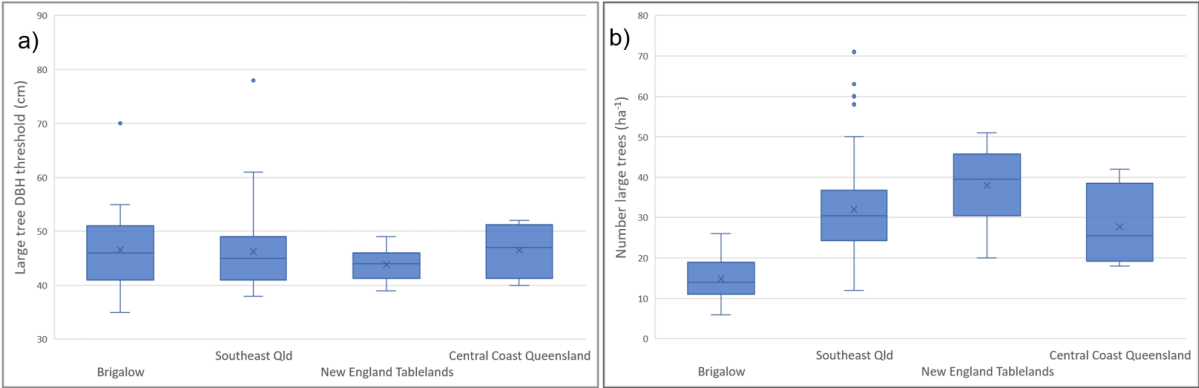 a)
Large tree DBH threshold (cm)
90
80
70
60
50
40
30
Southeast Qld
Central Coast Queensland
Brigalow
New England Tablelands
b)
Number large trees (ha⁻¹)
80
70
60
50
40
30
20
10
0
Southeast Qld
Central Coast Queensland
Brigalow
New England Tablelands